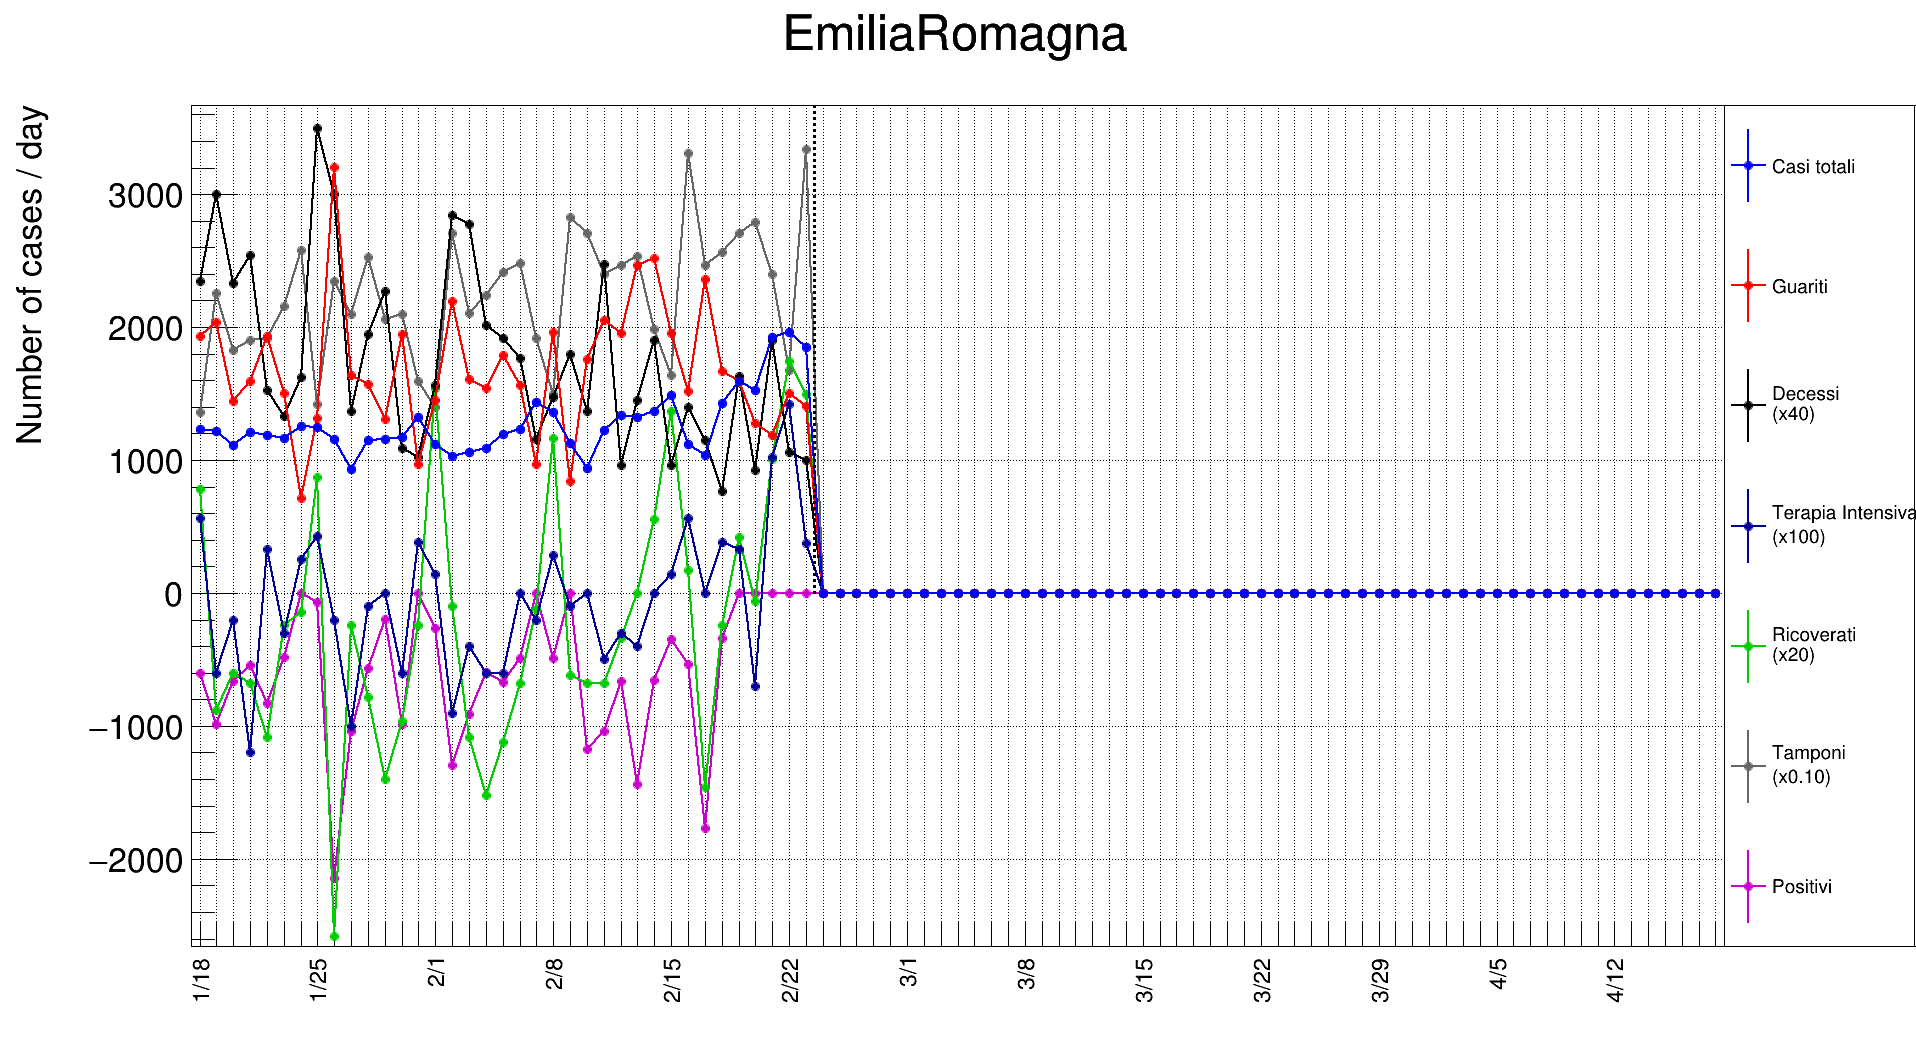 EmiliaRomagna
Number of cases / day
3000
2000
1000
0
−1000
−2000
1/18
1/25
2/1
2/8
2/15
2/22
3/1
3/8
3/15
3/22
3/29
4/5
4/12
Casi totali
Guariti
Decessi
(x40)
Terapia Intensiva
(x100)
Ricoverati
(x20)
Tamponi
(x0.10)
Positivi